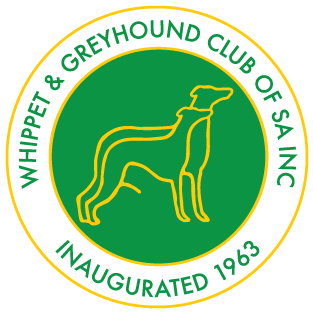 WHIPPET & GREYHOUND CLUB OF SA INC
INAUGURATED 1963